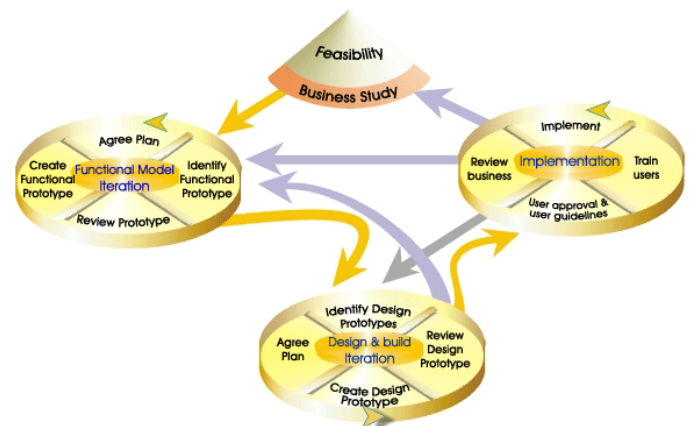 Feasibility
Business Study
Agree Plan
Create
Functional
Prototype
Functional Model
Iteration
Identify
Functional
Prototype
Review Prototype
Implement
Review
business
Implementation
Train
users
User approval &
user guidelines
Identify Design
Prototypes
Agree
Plan
Design & build
Iteration
Review
Design
Prototype
Create Design
Prototype